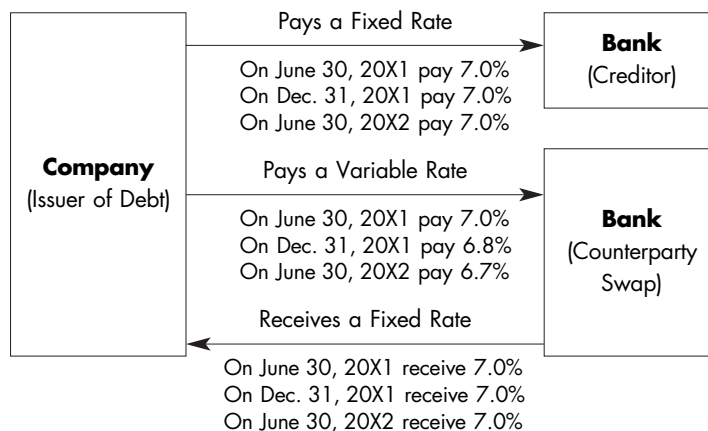 Pays a Fixed Rate
On June 30, 20X1 pay 7.0%
On Dec. 31, 20X1 pay 7.0%
On June 30, 20X2 pay 7.0%
Bank
(Creditor)
Company
(Issuer of Debt)
Pays a Variable Rate
On June 30, 20X1 pay 7.0%
On Dec. 31, 20X1 pay 6.8%
On June 30, 20X2 pay 6.7%
Bank
(Counterparty
Swap)
Receives a Fixed Rate
On June 30, 20X1 receive 7.0%
On Dec. 31, 20X1 receive 7.0%
On June 30, 20X2 receive 7.0%